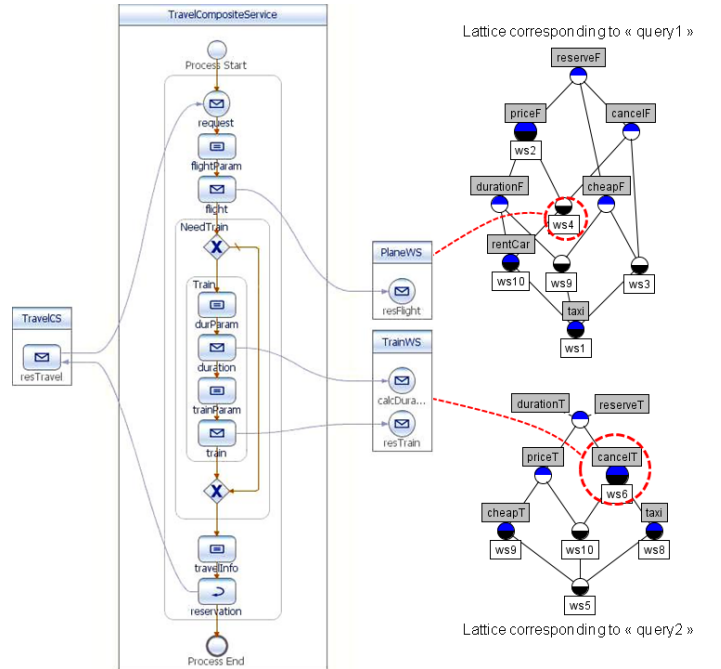 TravelCompositeService
Process Start
request
flightParam
flight
NeedTrain
X
Train
durParam
duration
trainParam
train
X
travelInfo
reservation
Process End
TravelCS
resTravel
PlaneWS
resFlight
TrainWS
calcDura...
resTrain
Lattice corresponding to « query1 »
reserveF
priceF
cancelF
ws2
durationF
cheapF
ws4
rentCar
ws10
ws9
ws3
taxi
ws1
durationT
reserveT
priceT
cancelT
ws6
cheapT
taxi
ws9
ws10
ws8
ws5
Lattice corresponding to « query2 »